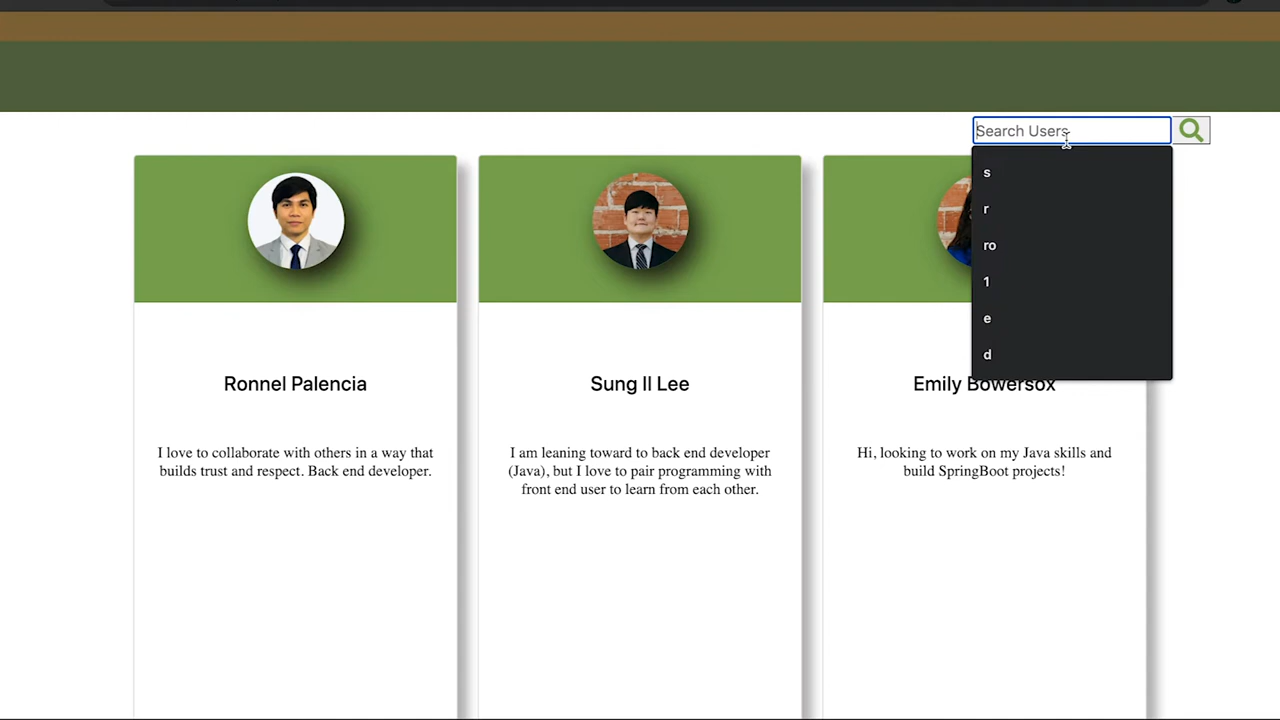 Search Users
s
r
ro
1
e
d
Ronnel Palencia
Sung Il Lee
Emily Bowersox
I love to collaborate with others in a way that
builds trust and respect. Back end developer.
I am leaning toward to back end developer
(Java), but I love to pair programming with
front end user to learn from each other.
Hi, looking to work on my Java skills and
build SpringBoot projects!